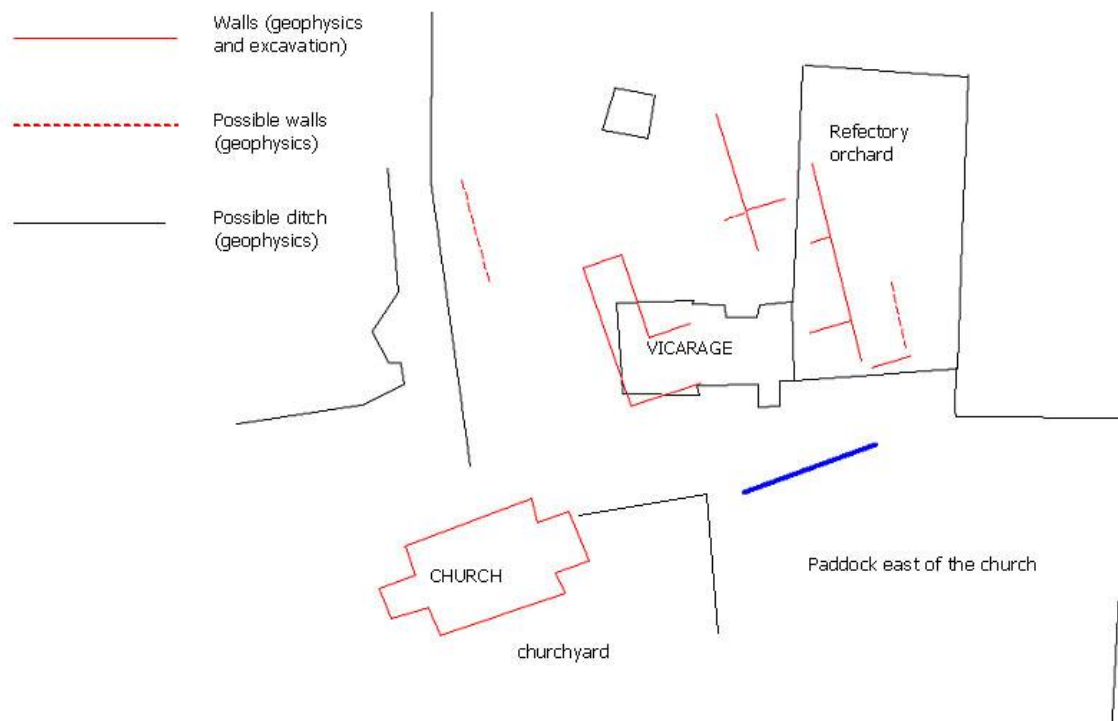 Walls (geophysics
and excavation)
Possible walls
(geophysics)
Possible ditch
(geophysics)
Refectory
orchard
VICARAGE
CHURCH
Paddock east of the church
churchyard